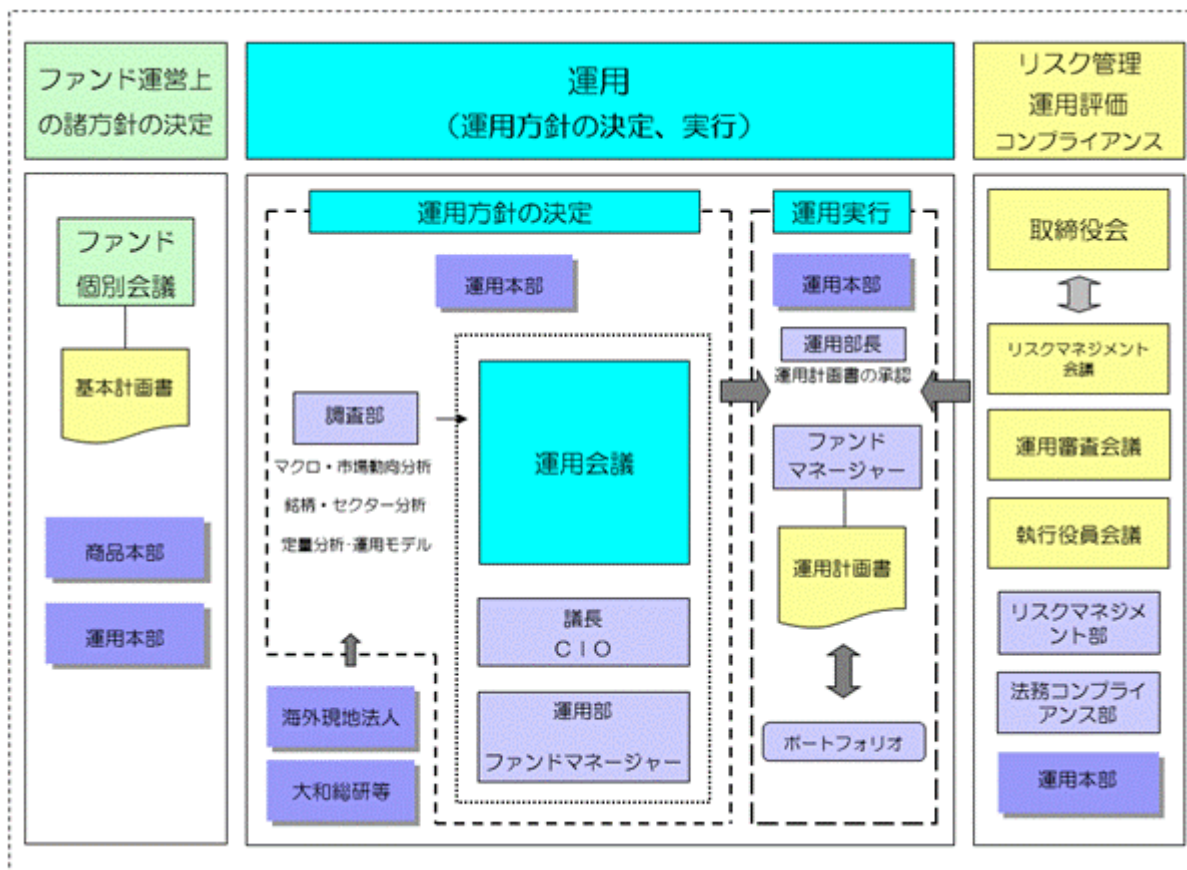 ファンド運営上
の諸方針の決定
運用
（運用方針の決定、実行）
リスク管理
運用評価
コンプライアンス
ファンド
個別会議
基本計画書
商品本部
運用本部
運用方針の決定
運用本部
調査部
マクロ・市場動向分析
銘柄・セクター分析
定量分析・運用モデル
運用会議
議長
ＣＩＯ
運用部
ファンドマネージャー
海外現地法人
大和総研等
運用実行
運用本部
運用部長
運用計画書の承認
ファンド
マネージャー
運用計画書
ポートフォリオ
取締役会
リスクマネジメント
会議
運用審査会議
執行役員会議
リスクマネジメ
ント部
法務コンプライ
アンス部
運用本部